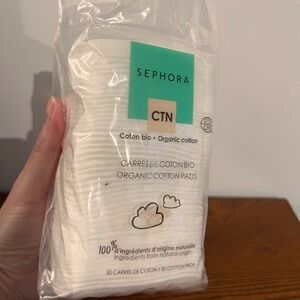 SEPHORA
CTN
Coton bio • Organic cotton
CARRÉS DE COTON BIO
ORGANIC COTTON PADS
100% d'ingrédients d'origine naturelle
ingredients from natural origin
50 CARRÉS DE COTON / 50 COTTON PADS